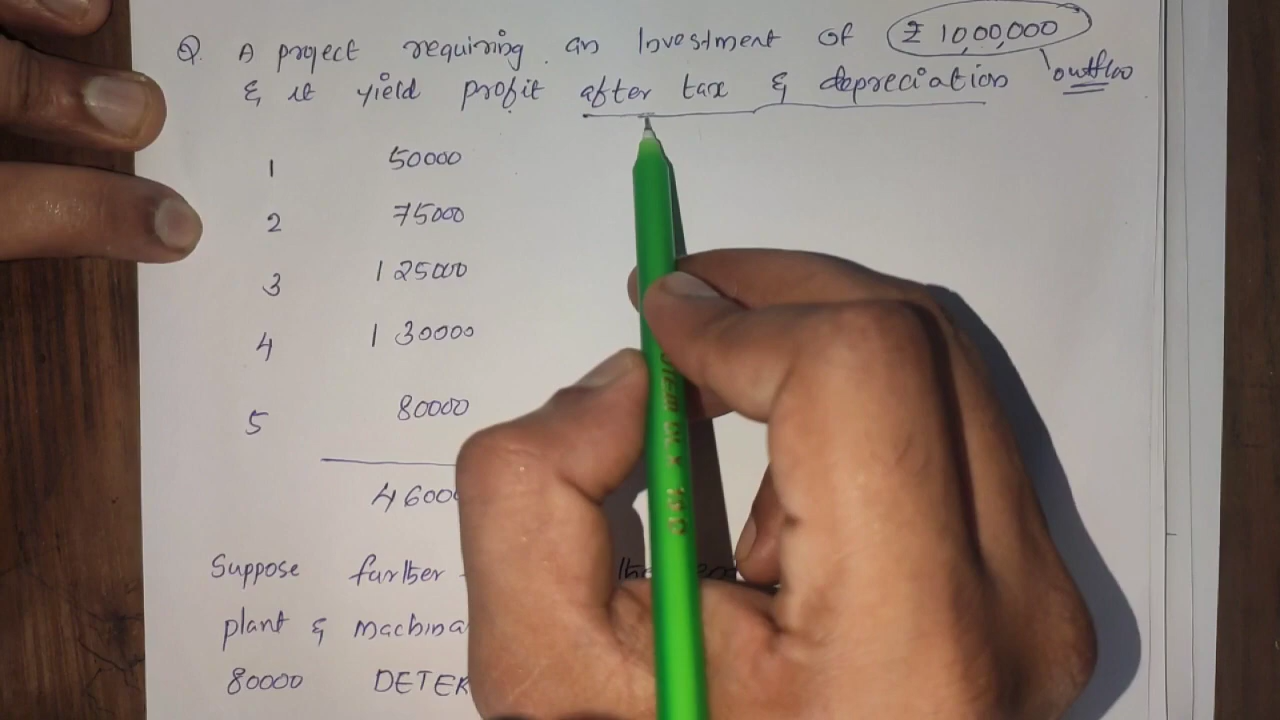 Q. A project requiring an Investment of ₹ 10,00,000
outflow
& it yield profit after tax & depreciation
1 50000
2 75000
3 125000
4 130000
5 80000
4600
Suppose further
plant & machina
80000 DETER